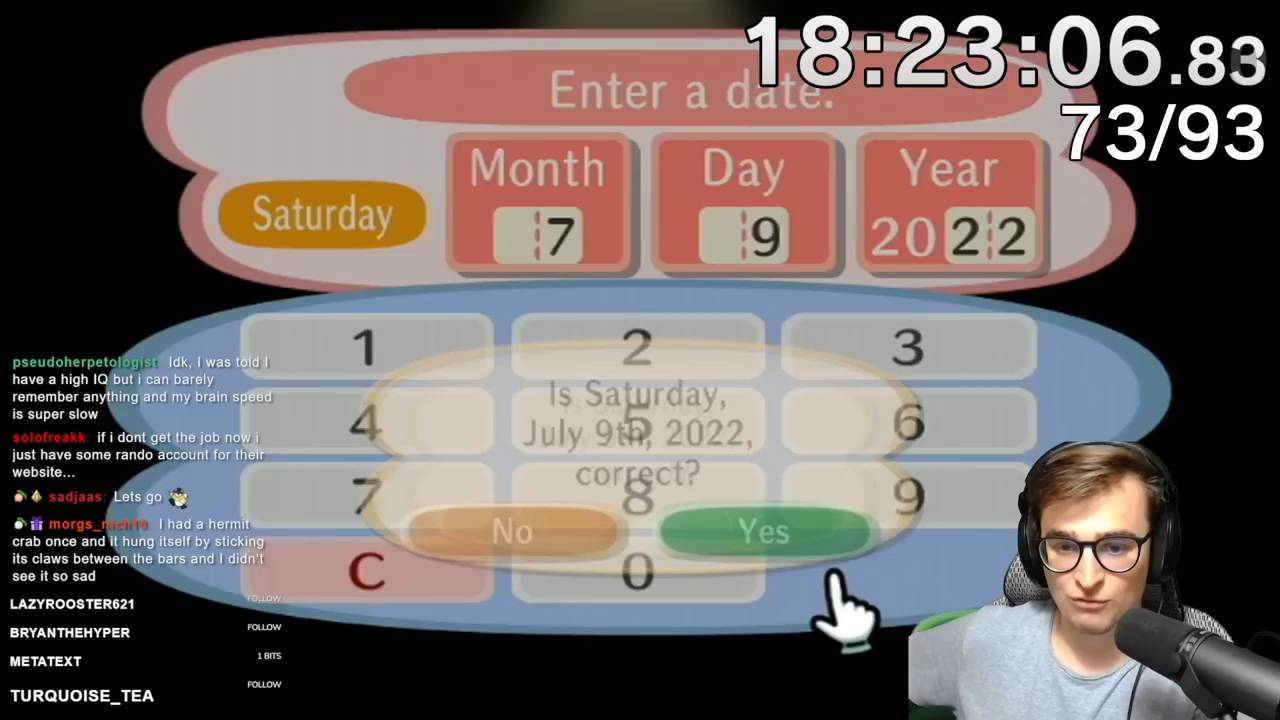 18:23:06.83
73/93
Enter a date.
Month
Day
Year
Saturday
7
9
2022
1
2
3
4
5
6
7
8
9
C
0
Is Saturday,
July 9th, 2022,
correct?
No
Yes
pseudoherpetologist: Idk, I was told I
have a high IQ but i can barely
remember anything and my brain speed
is super slow
solofreakk: if i dont get the job now i
just have some rando account for their
website...
sadjaas: Lets go
morgs_nich10 I had a hermit
crab once and it hung itself by sticking
its claws between the bars and I didn't
see it so sad
LAZYROOSTER621 FOLLOW
BRYANTHEHYPER FOLLOW
METATEXT 1 BITS
TURQUOISE_TEA FOLLOW